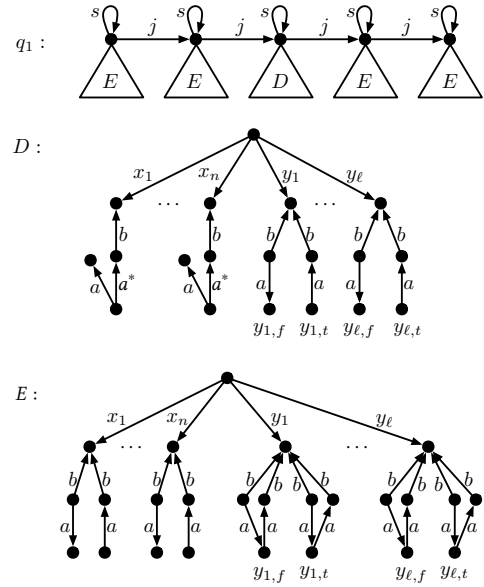 s s s s s
q₁ : j j j j
E E D E E
D :
x₁ xₙ y₁ yℓ
... ...
b b b b b b
a a* a a* a a a a
y₁,f y₁,t yℓ,f yℓ,t
E :
x₁ xₙ y₁ yℓ
... ...
b b b b b b b b b b b b
a a a a a a a a
y₁,f y₁,t yℓ,f yℓ,t